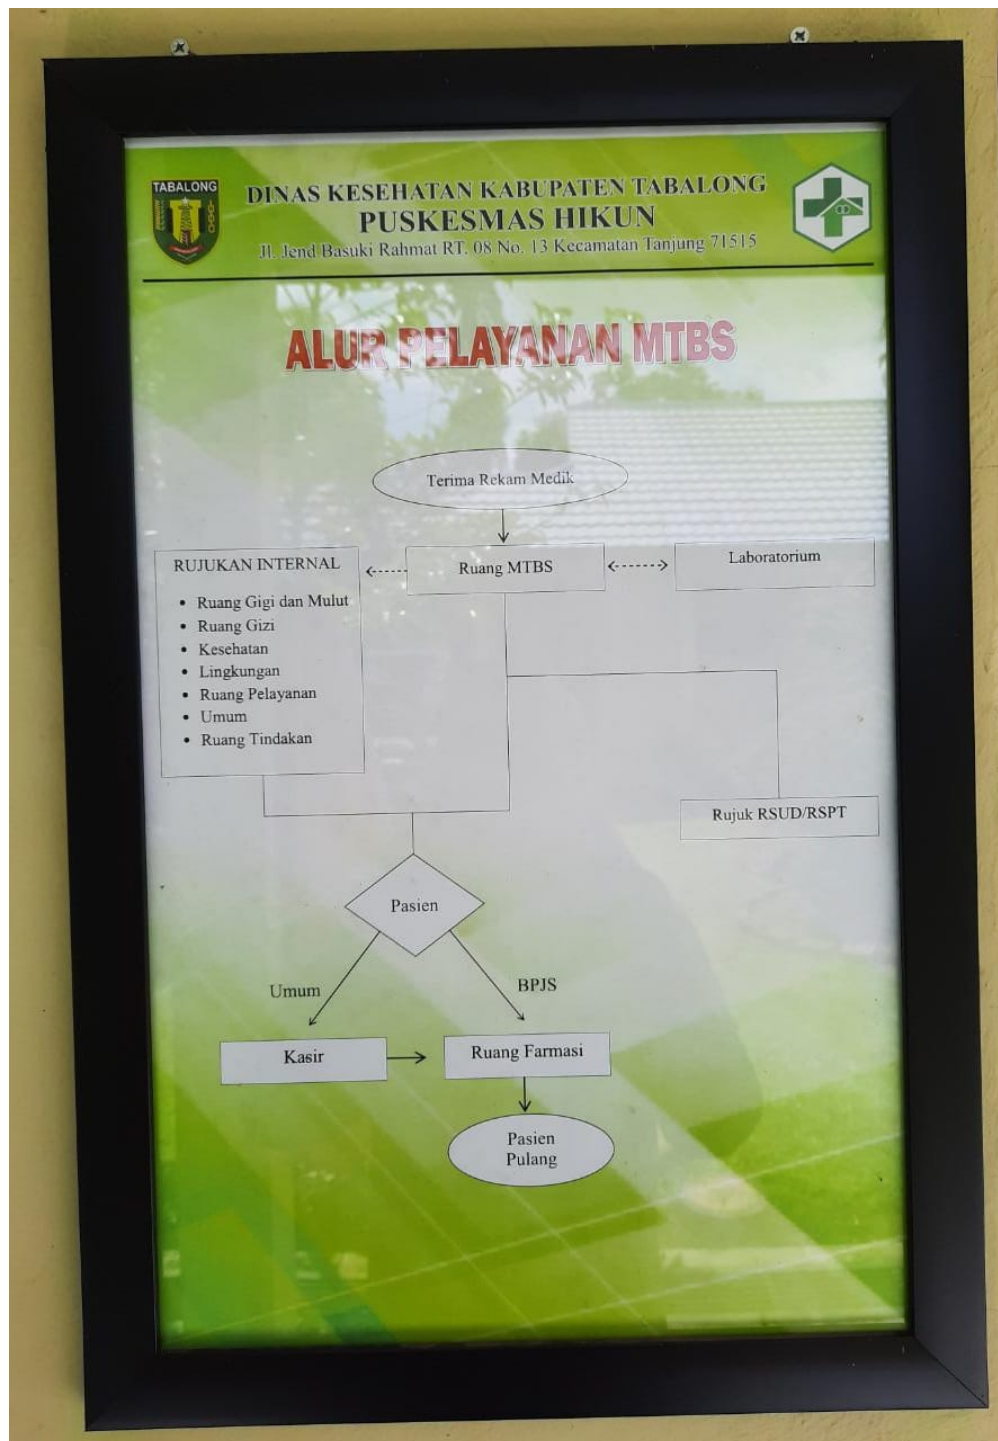 TABALONG
DINAS KESEHATAN KABUPATEN TABALONG
PUSKESMAS HIKUN
Jl. Jend Basuki Rahmat RT. 08 No. 13 Kecamatan Tanjung 71515
ALUR PELAYANAN MTBS
Terima Rekam Medik
RUJUKAN INTERNAL
• Ruang Gigi dan Mulut
• Ruang Gizi
• Kesehatan
• Lingkungan
• Ruang Pelayanan
• Umum
• Ruang Tindakan
Ruang MTBS
Laboratorium
Rujuk RSUD/RSPT
Pasien
Umum
BPJS
Kasir
Ruang Farmasi
Pasien
Pulang